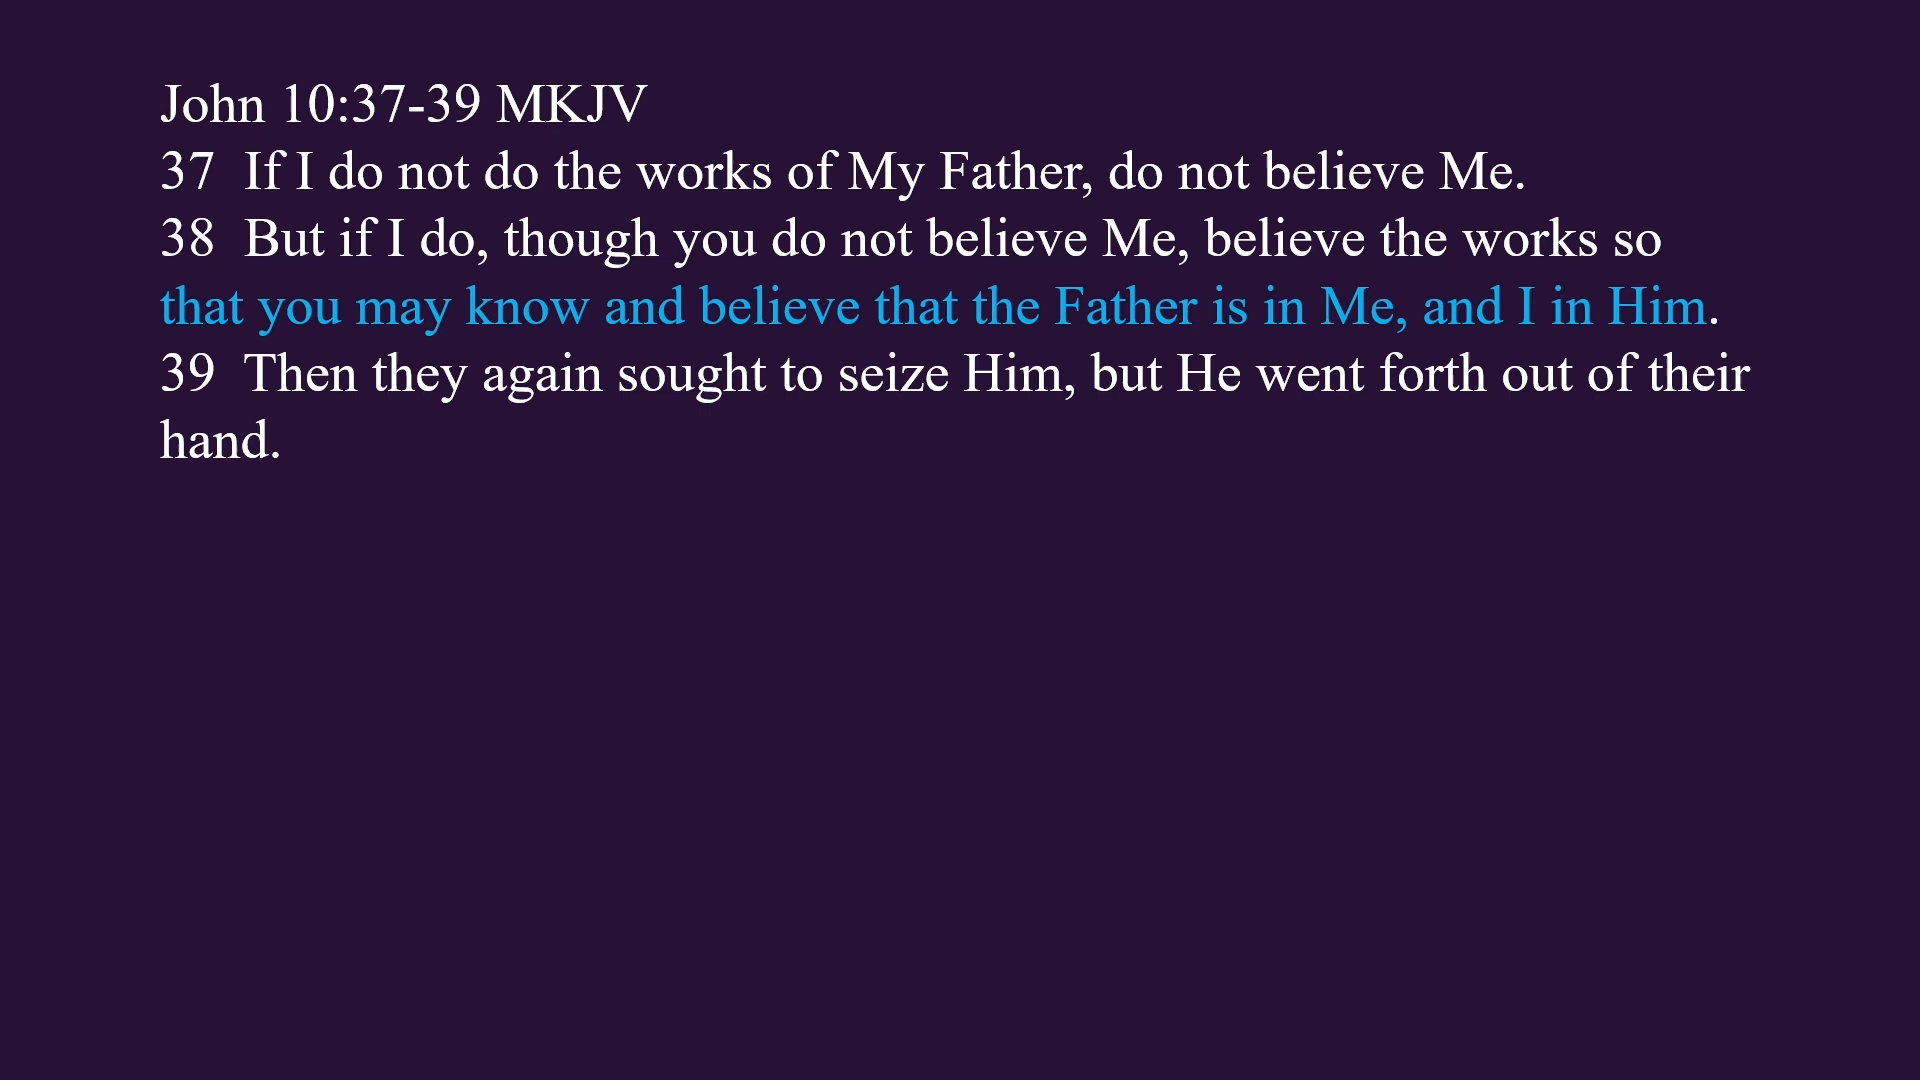 John 10:37-39 MKJV
37  If I do not do the works of My Father, do not believe Me.
38  But if I do, though you do not believe Me, believe the works so
that you may know and believe that the Father is in Me, and I in Him.
39  Then they again sought to seize Him, but He went forth out of their
hand.